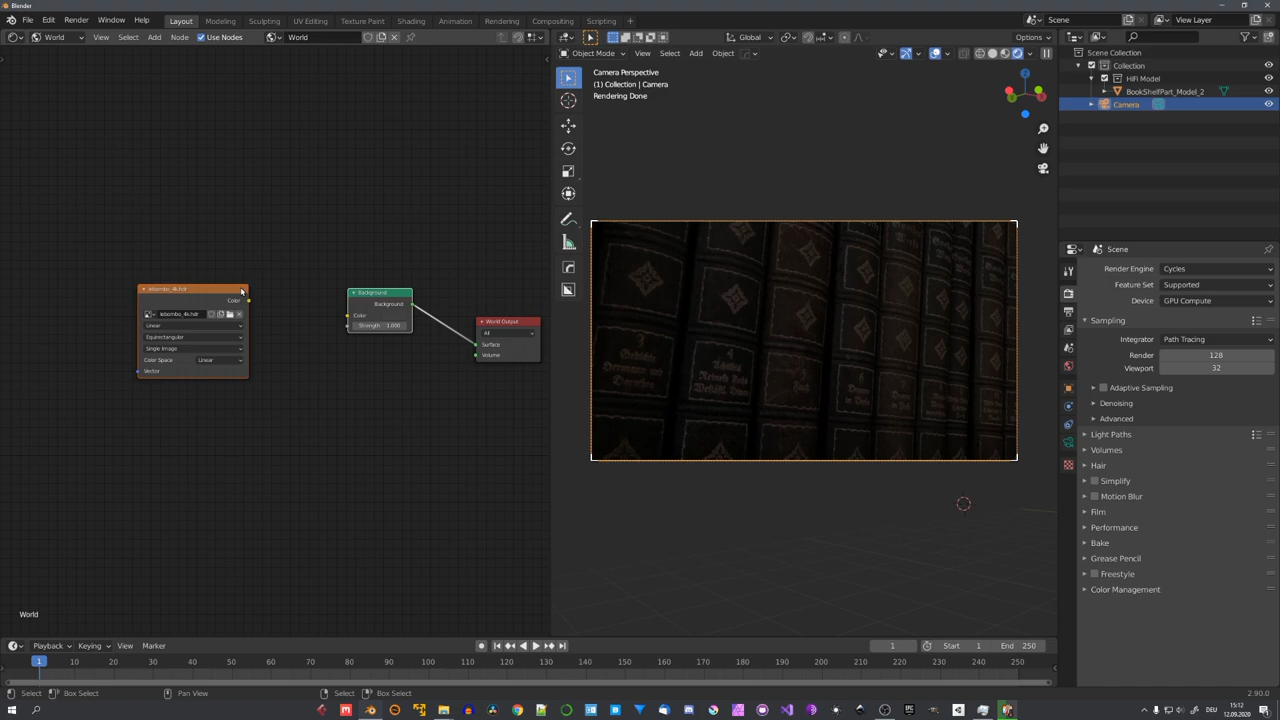 Blender
File Edit Render Window Help Layout Modeling Sculpting UV Editing Texture Paint Shading Animation Rendering Compositing Scripting + Scene View Layer
World View Select Add Node Use Nodes World Global Options
Object Mode View Select Add Object
Camera Perspective
(1) Collection | Camera
Rendering Done
Scene Collection
Collection
HiFi Model
BookShelfPart_Model_2
Camera
Scene
Render Engine Cycles
Feature Set Supported
Device GPU Compute
Sampling
Integrator Path Tracing
Render 128
Viewport 32
Adaptive Sampling
Denoising
Advanced
Light Paths
Volumes
Hair
Simplify
Motion Blur
Film
Performance
Bake
Grease Pencil
Freestyle
Color Management
lebombo_4k.hdr
Color
lebombo_4k.hdr
Linear
Equirectangular
Single Image
Color Space Linear
Vector
Background
Background
Color
Strength 1.000
World Output
All
Surface
Volume
World
Playback Keying View Marker 1 Start 1 End 250
1 10 20 30 40 50 60 70 80 90 100 110 120 130 140 150 160 170 180 190 200 210 220 230 240 250
Select Box Select Pan View Select Box Select 2.90.0
DEU 15:12
12.09.2020